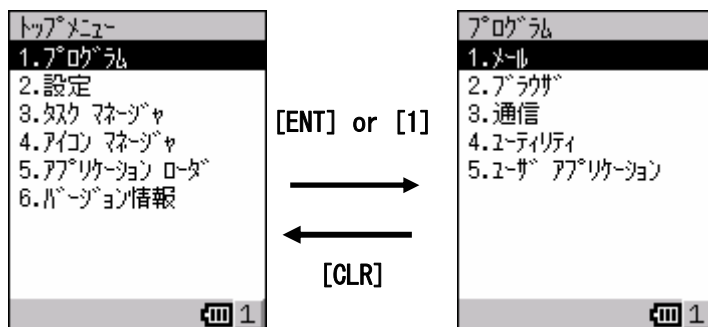 ﾄｯﾌﾟﾒﾆｭｰ
1.ﾌﾟﾛｸﾞﾗﾑ
2.設定
3.ﾀｽｸ ﾏﾈｰｼﾞｬ
4.ｱｲｺﾝ ﾏﾈｰｼﾞｬ
5.ｱﾌﾟﾘｹｰｼｮﾝ ﾛｰﾀﾞ
6.ﾊﾞｰｼﾞｮﾝ情報
1
[ENT] or [1]
[CLR]
ﾌﾟﾛｸﾞﾗﾑ
1.ﾒｰﾙ
2.ﾌﾞﾗｳｻﾞ
3.通信
4.ﾕｰﾃｨﾘﾃｨ
5.ﾕｰｻﾞ ｱﾌﾟﾘｹｰｼｮﾝ
1